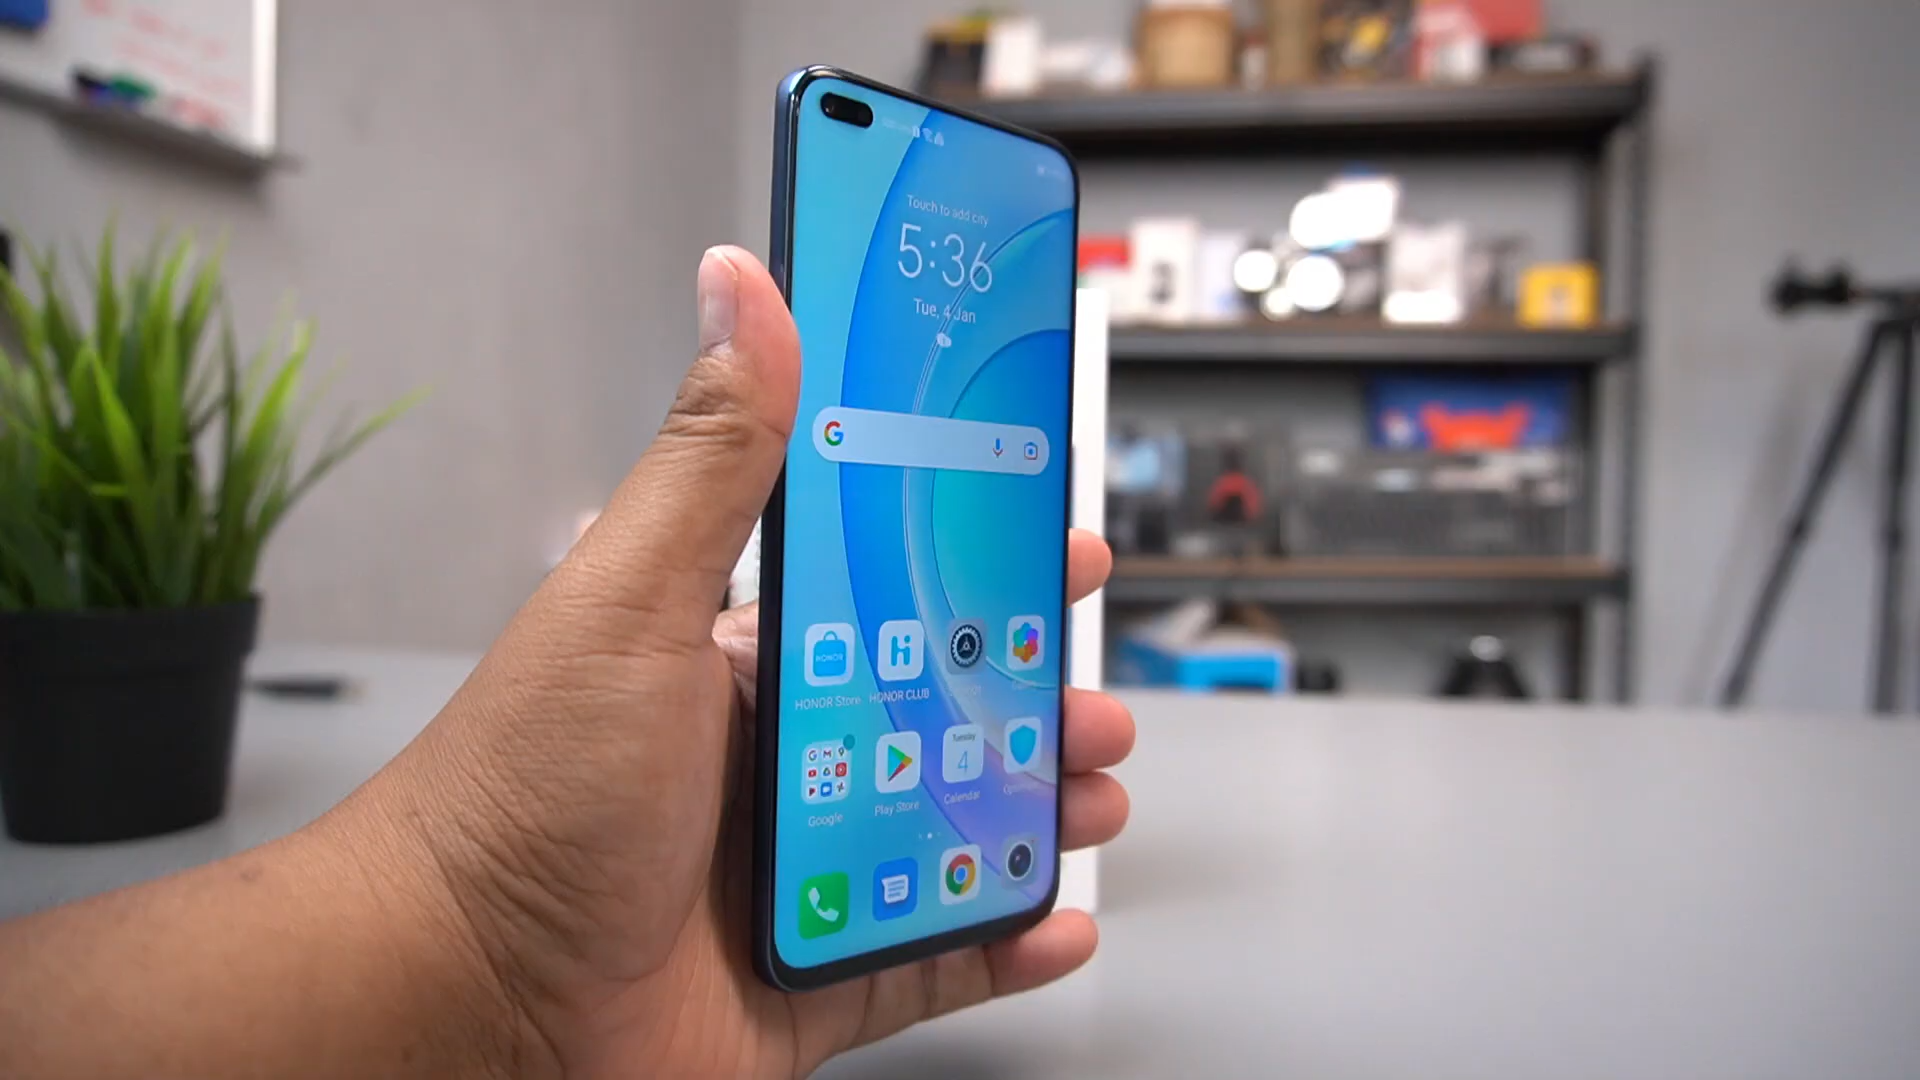 Touch to add city
5:36
Tue, 4 Jan
HONOR
HONOR Store
HONOR CLUB
Google
Play Store
Tuesday
4
Calendar